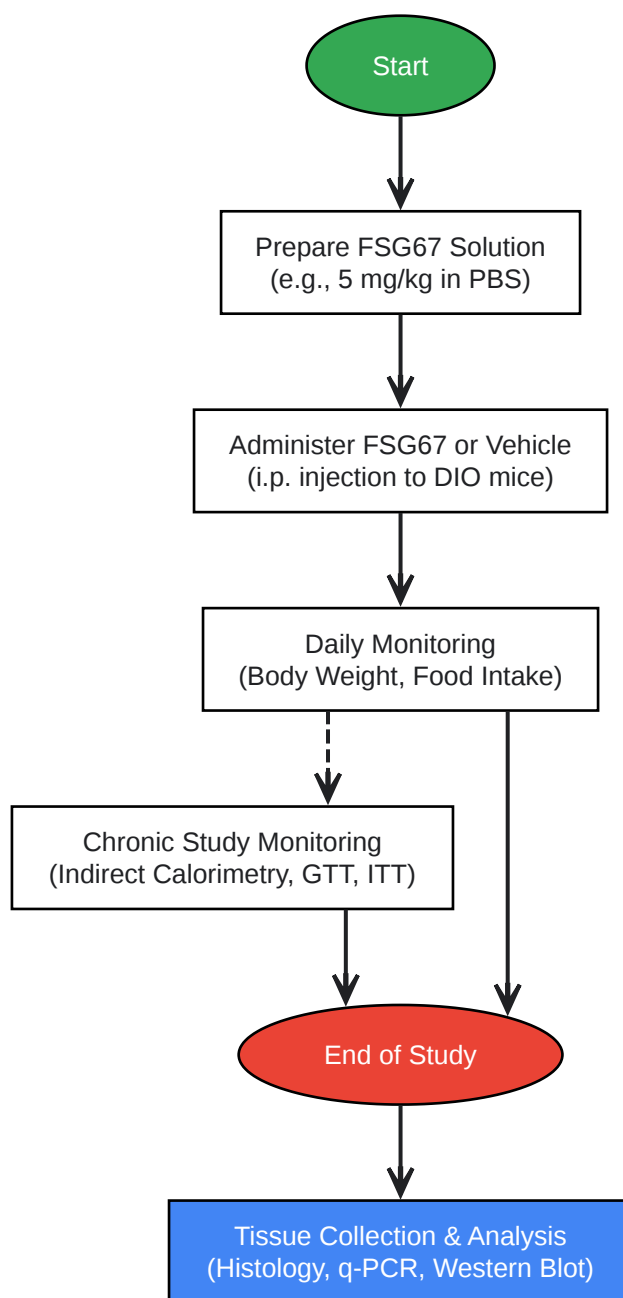 Start
Prepare FSG67 Solution
(e.g., 5 mg/kg in PBS)
Administer FSG67 or Vehicle
(i.p. injection to DIO mice)
Daily Monitoring
(Body Weight, Food Intake)
Chronic Study Monitoring
(Indirect Calorimetry, GTT, ITT)
End of Study
Tissue Collection & Analysis
(Histology, q-PCR, Western Blot)